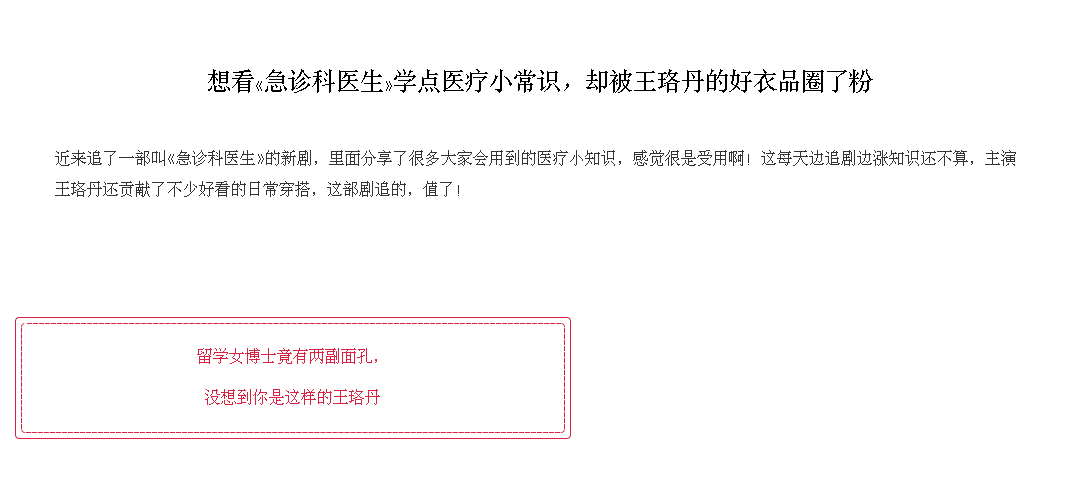 想看《急诊科医生》学点医疗小常识，却被王珞丹的好衣品圈了粉
近来追了一部叫《急诊科医生》的新剧，里面分享了很多大家会用到的医疗小知识，感觉很是受用啊！这每天边追剧边涨知识还不算，主演
王珞丹还贡献了不少好看的日常穿搭，这部剧追的，值了！
留学女博士竟有两副面孔，
没想到你是这样的王珞丹